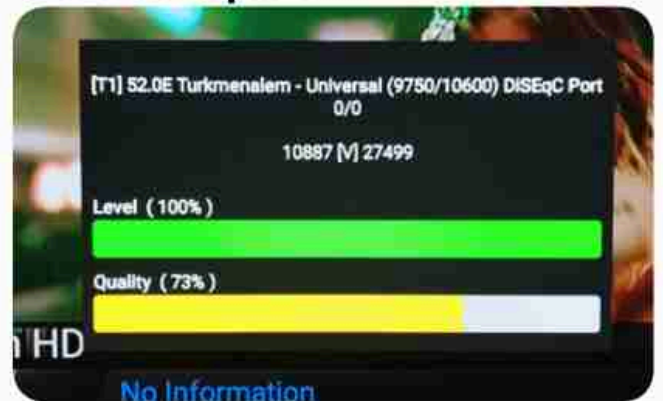 [T1] 52.0E Turkmenalem - Universal (9750/10600) DiSEqC Port
0/0
10887 [V] 27499
Level (100%)
Quality (73%)
HD
No Information